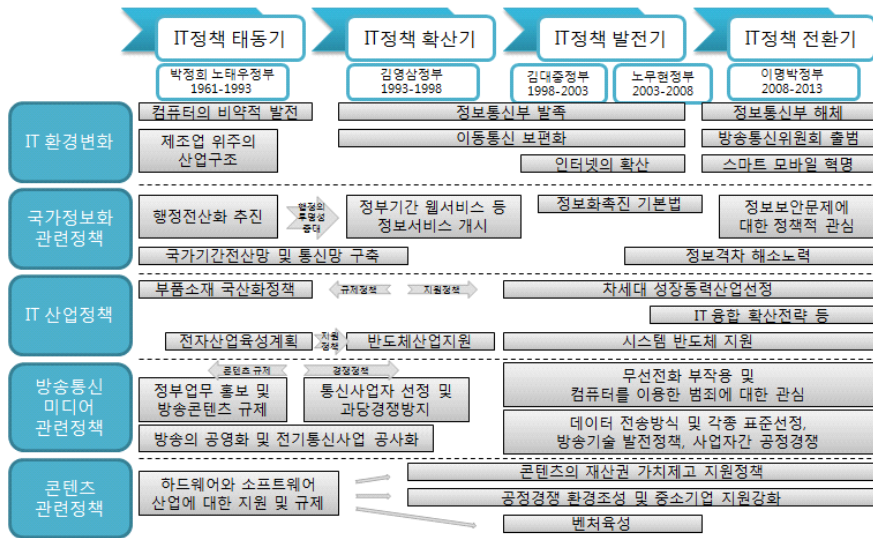 IT정책 태동기
IT정책 확산기
IT정책 발전기
IT정책 전환기
박정희 노태우정부
1961-1993
김영삼정부
1993-1998
김대중정부
1998-2003
노무현정부
2003-2008
이명박정부
2008-2013
IT 환경변화
컴퓨터의 비약적 발전
정보통신부 발족
정보통신부 해체
제조업 위주의
산업구조
이동통신 보편화
방송통신위원회 출범
인터넷의 확산
스마트 모바일 혁명
국가정보화
관련정책
행정전산화 추진
행정의
투명성
증대
정부기간 웹서비스 등
정보서비스 개시
정보화촉진 기본법
정보보안문제에
대한 정책적 관심
국가기간전산망 및 통신망 구축
정보격차 해소노력
IT 산업정책
부품소재 국산화정책
규제정책
지원정책
차세대 성장동력산업선정
IT 융합 확산전략 등
전자산업육성계획
지원
정책
반도체산업지원
시스템 반도체 지원
방송통신
미디어
관련정책
콘텐츠 규제
경쟁정책
정부업무 홍보 및
방송콘텐츠 규제
통신사업자 선정 및
과당경쟁방지
무선전화 부작용 및
컴퓨터를 이용한 범죄에 대한 관심
방송의 공영화 및 전기통신사업 공사화
데이터 전송방식 및 각종 표준선정,
방송기술 발전정책, 사업자간 공정경쟁
콘텐츠
관련정책
하드웨어와 소프트웨어
산업에 대한 지원 및 규제
콘텐츠의 재산권 가치제고 지원정책
공정경쟁 환경조성 및 중소기업 지원강화
벤처육성